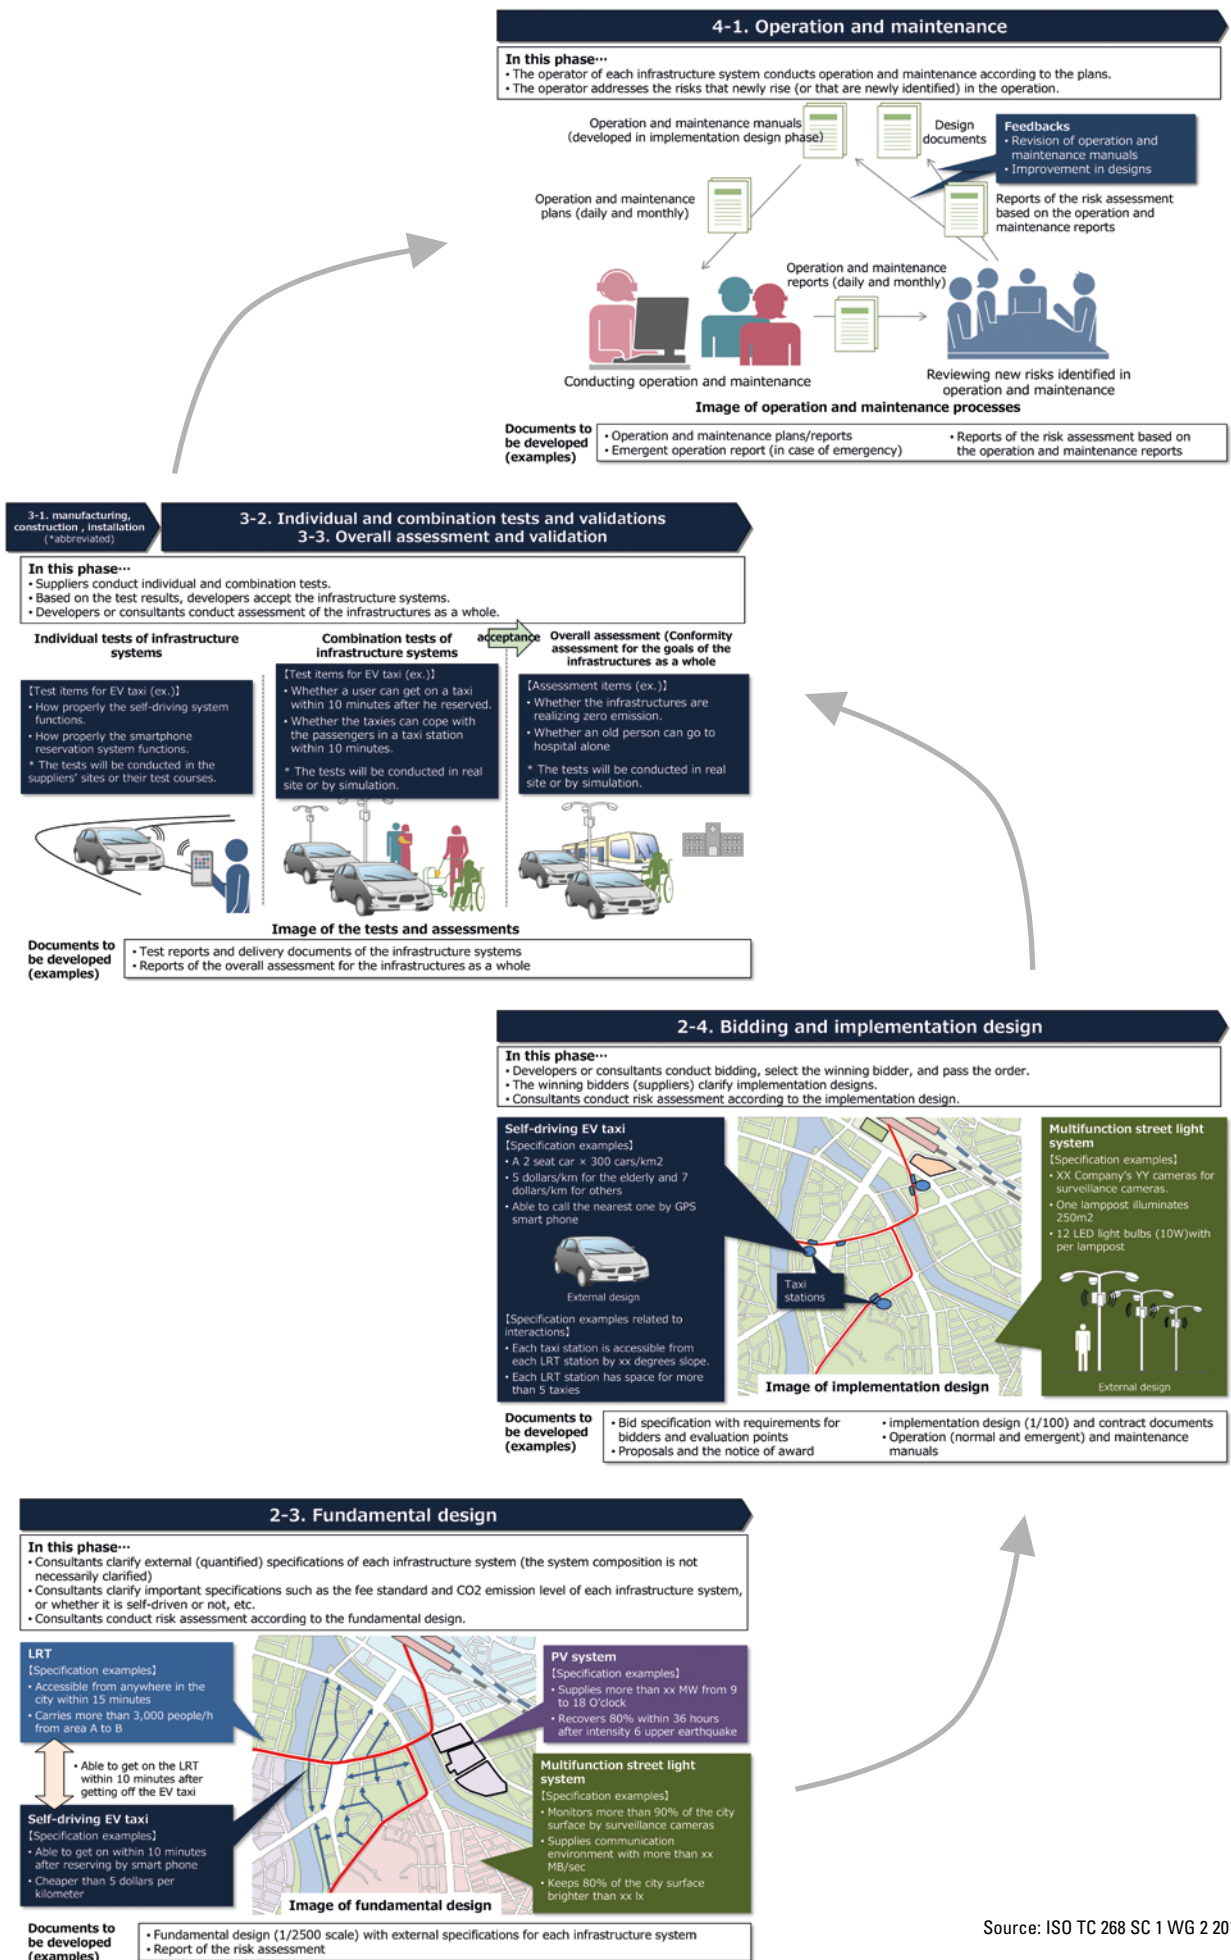 4-1. Operation and maintenance
In this phase···
• The operator of each infrastructure system conducts operation and maintenance according to the plans.
• The operator addresses the risks that newly rise (or that are newly identified) in the operation.
Operation and maintenance manuals
(developed in implementation design phase)
Design
documents
Feedbacks
• Revision of operation and
maintenance manuals
• Improvement in designs
Operation and maintenance
plans (daily and monthly)
Reports of the risk assessment
based on the operation and
maintenance reports
Operation and maintenance
reports (daily and monthly)
Conducting operation and maintenance
Reviewing new risks identified in
operation and maintenance
Image of operation and maintenance processes
Documents to
be developed
(examples)
• Operation and maintenance plans/reports
• Emergent operation report (in case of emergency)
• Reports of the risk assessment based on
the operation and maintenance reports
3-1. manufacturing,
construction , installation
(*abbreviated)
3-2. Individual and combination tests and validations
3-3. Overall assessment and validation
In this phase···
• Suppliers conduct individual and combination tests.
• Based on the test results, developers accept the infrastructure systems.
• Developers or consultants conduct assessment of the infrastructures as a whole.
Individual tests of infrastructure
systems
Combination tests of
infrastructure systems
acceptance
Overall assessment (Conformity
assessment for the goals of the
infrastructures as a whole
【Test items for EV taxi (ex.)】
• How properly the self-driving system
functions.
• How properly the smartphone
reservation system functions.
* The tests will be conducted in the
suppliers' sites or their test courses.
【Test items for EV taxi (ex.)】
• Whether a user can get on a taxi
within 10 minutes after he reserved.
• Whether the taxies can cope with
the passengers in a taxi station
within 10 minutes.
* The tests will be conducted in real
site or by simulation.
【Assessment items (ex.)】
• Whether the infrastructures are
realizing zero emission.
• Whether an old person can go to
hospital alone
* The tests will be conducted in real
site or by simulation.
Image of the tests and assessments
Documents to
be developed
(examples)
• Test reports and delivery documents of the infrastructure systems
• Reports of the overall assessment for the infrastructures as a whole
2-4. Bidding and implementation design
In this phase···
• Developers or consultants conduct bidding, select the winning bidder, and pass the order.
• The winning bidders (suppliers) clarify implementation designs.
• Consultants conduct risk assessment according to the implementation design.
Self-driving EV taxi
【Specification examples】
• A 2 seat car × 300 cars/km2
• 5 dollars/km for the elderly and 7
dollars/km for others
• Able to call the nearest one by GPS
smart phone
External design
【Specification examples related to
interactions】
• Each taxi station is accessible from
each LRT station by xx degrees slope.
• Each LRT station has space for more
than 5 taxies
Taxi
stations
Image of implementation design
Multifunction street light
system
【Specification examples】
• XX Company's YY cameras for
surveillance cameras.
• One lamppost illuminates
250m2
• 12 LED light bulbs (10W)with
per lamppost
External design
Documents to
be developed
(examples)
• Bid specification with requirements for
bidders and evaluation points
• Proposals and the notice of award
• implementation design (1/100) and contract documents
• Operation (normal and emergent) and maintenance
manuals
2-3. Fundamental design
In this phase···
• Consultants clarify external (quantified) specifications of each infrastructure system (the system composition is not
necessarily clarified)
• Consultants clarify important specifications such as the fee standard and CO2 emission level of each infrastructure system,
or whether it is self-driven or not, etc.
• Consultants conduct risk assessment according to the fundamental design.
LRT
【Specification examples】
• Accessible from anywhere in the
city within 15 minutes
• Carries more than 3,000 people/h
from area A to B
• Able to get on the LRT
within 10 minutes after
getting off the EV taxi
Self-driving EV taxi
【Specification examples】
• Able to get on within 10 minutes
after reserving by smart phone
• Cheaper than 5 dollars per
kilometer
PV system
【Specification examples】
• Supplies more than xx MW from 9
to 18 O'clock
• Recovers 80% within 36 hours
after intensity 6 upper earthquake
Multifunction street light
system
【Specification examples】
• Monitors more than 90% of the city
surface by surveillance cameras
• Supplies communication
environment with more than xx
MB/sec
• Keeps 80% of the city surface
brighter than xx lx
Image of fundamental design
Documents to
be developed
(examples)
• Fundamental design (1/2500 scale) with external specifications for each infrastructure system
• Report of the risk assessment
Source: ISO TC 268 SC 1 WG 2 20